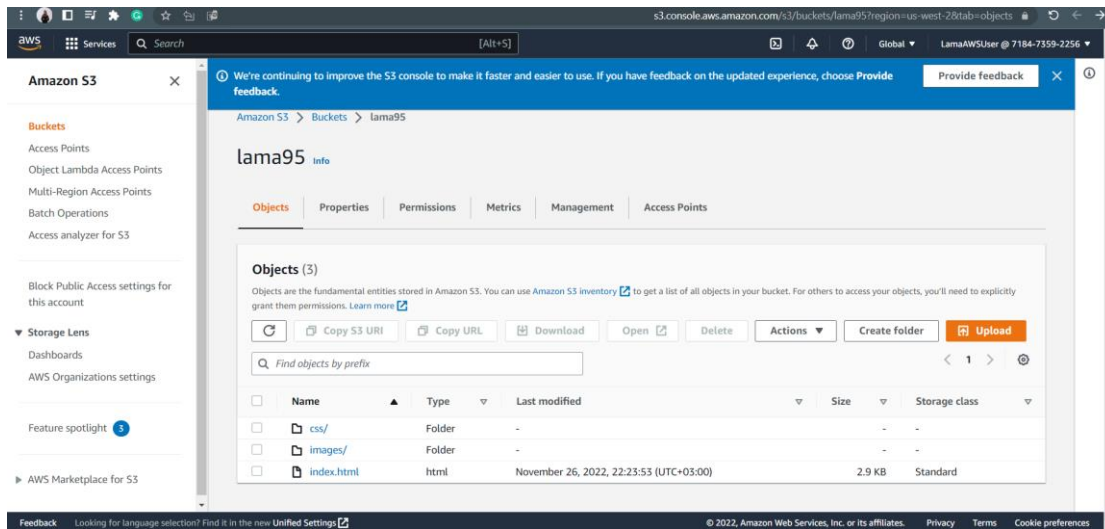 s3.console.aws.amazon.com/s3/buckets/lama95?region=us-west-2&tab=objects
aws Services Search [Alt+S] Global LamaAWSUser @ 7184-7359-2256
Amazon S3
Buckets
Access Points
Object Lambda Access Points
Multi-Region Access Points
Batch Operations
Access analyzer for S3
Block Public Access settings for
this account
Storage Lens
Dashboards
AWS Organizations settings
Feature spotlight 3
AWS Marketplace for S3
We're continuing to improve the S3 console to make it faster and easier to use. If you have feedback on the updated experience, choose Provide
feedback.
Provide feedback
Amazon S3 > Buckets > lama95
lama95 Info
Objects Properties Permissions Metrics Management Access Points
Objects (3)
Objects are the fundamental entities stored in Amazon S3. You can use Amazon S3 inventory to get a list of all objects in your bucket. For others to access your objects, you'll need to explicitly
grant them permissions. Learn more
Copy S3 URI Copy URL Download Open Delete Actions Create folder Upload
Find objects by prefix
< 1 >
Name Type Last modified Size Storage class
css/ Folder - - -
images/ Folder - - -
index.html html November 26, 2022, 22:23:53 (UTC+03:00) 2.9 KB Standard
Feedback Looking for language selection? Find it in the new Unified Settings © 2022, Amazon Web Services, Inc. or its affiliates. Privacy Terms Cookie preferences